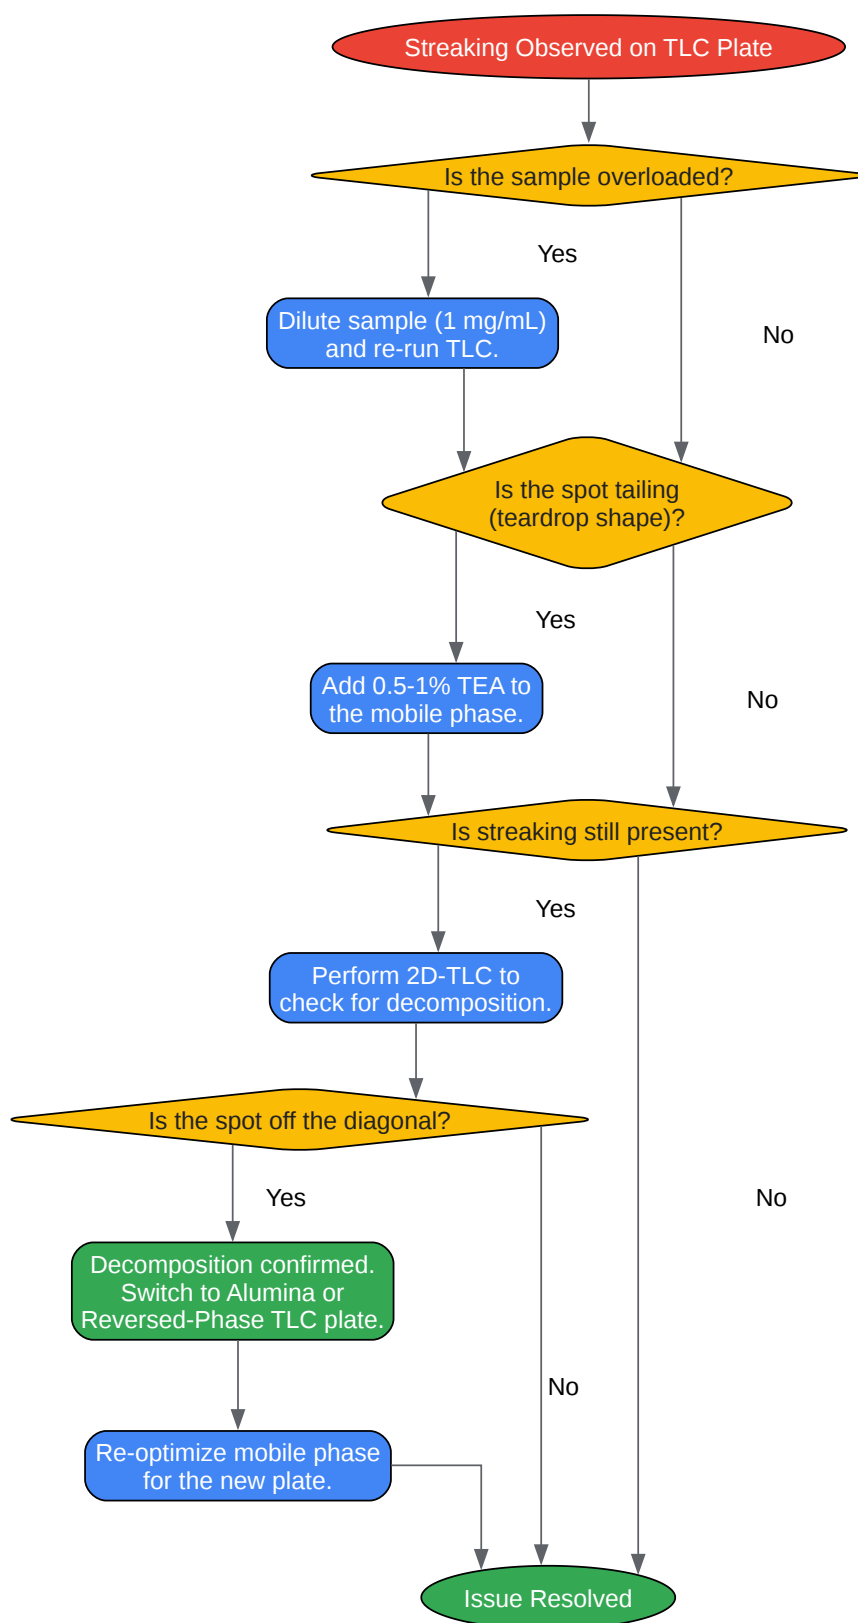 Streaking Observed on TLC Plate
Is the sample overloaded?
Yes
No
Dilute sample (1 mg/mL)
and re-run TLC.
Is the spot tailing
(teardrop shape)?
Yes
No
Add 0.5-1% TEA to
the mobile phase.
Is streaking still present?
Yes
No
Perform 2D-TLC to
check for decomposition.
Is the spot off the diagonal?
Yes
No
Decomposition confirmed.
Switch to Alumina or
Reversed-Phase TLC plate.
Re-optimize mobile phase
for the new plate.
Issue Resolved